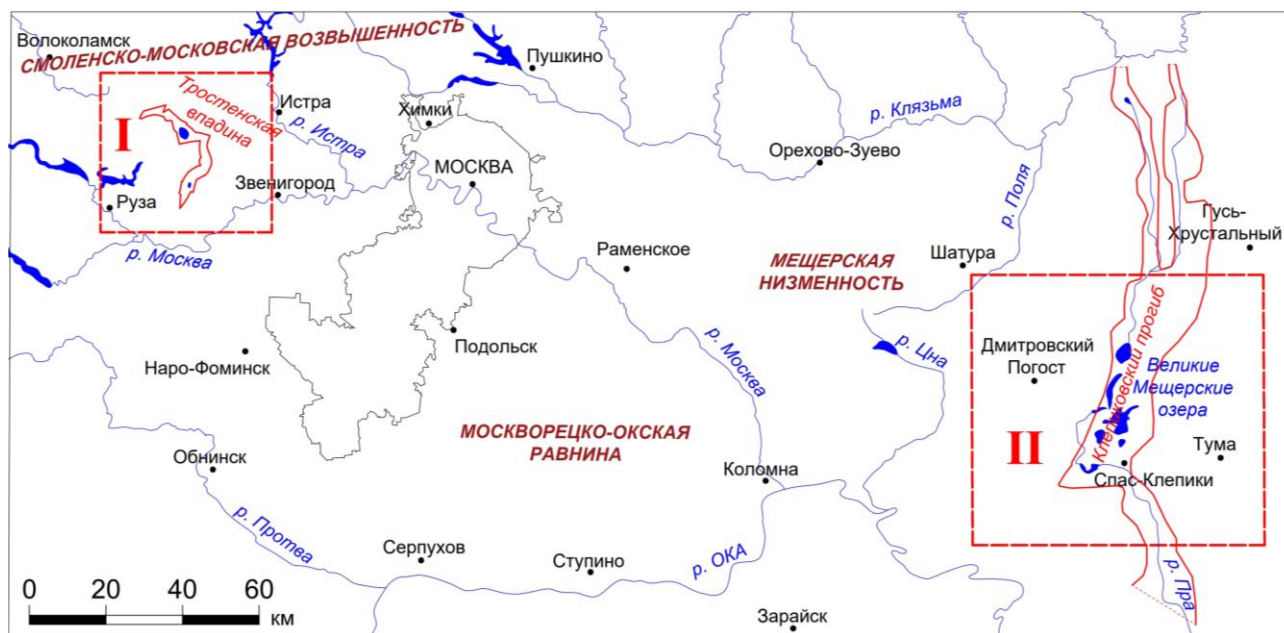 Волоколамск
СМОЛЕНСКО-МОСКОВСКАЯ ВОЗВЫШЕННОСТЬ
Пушкино
Тростенская
впадина
I
Истра
р. Истра
Химки
р. Клязьма
Орехово-Зуево
МОСКВА
Звенигород
Руза
р. Москва
р. Поля
Гусь-
Хрустальный
Раменское
Шатура
МЕЩЕРСКАЯ
НИЗМЕННОСТЬ
Подольск
Наро-Фоминск
р. Москва
р. Цна
Дмитровский
Погост
Клепиковский прогиб
Великие
Мещерские
озера
МОСКВОРЕЦКО-ОКСКАЯ
РАВНИНА
II
Тума
Обнинск
Коломна
Спас-Клепики
р. Протва
Серпухов
Ступино
р. ОКА
р. Пра
Зарайск
0 20 40 60
км